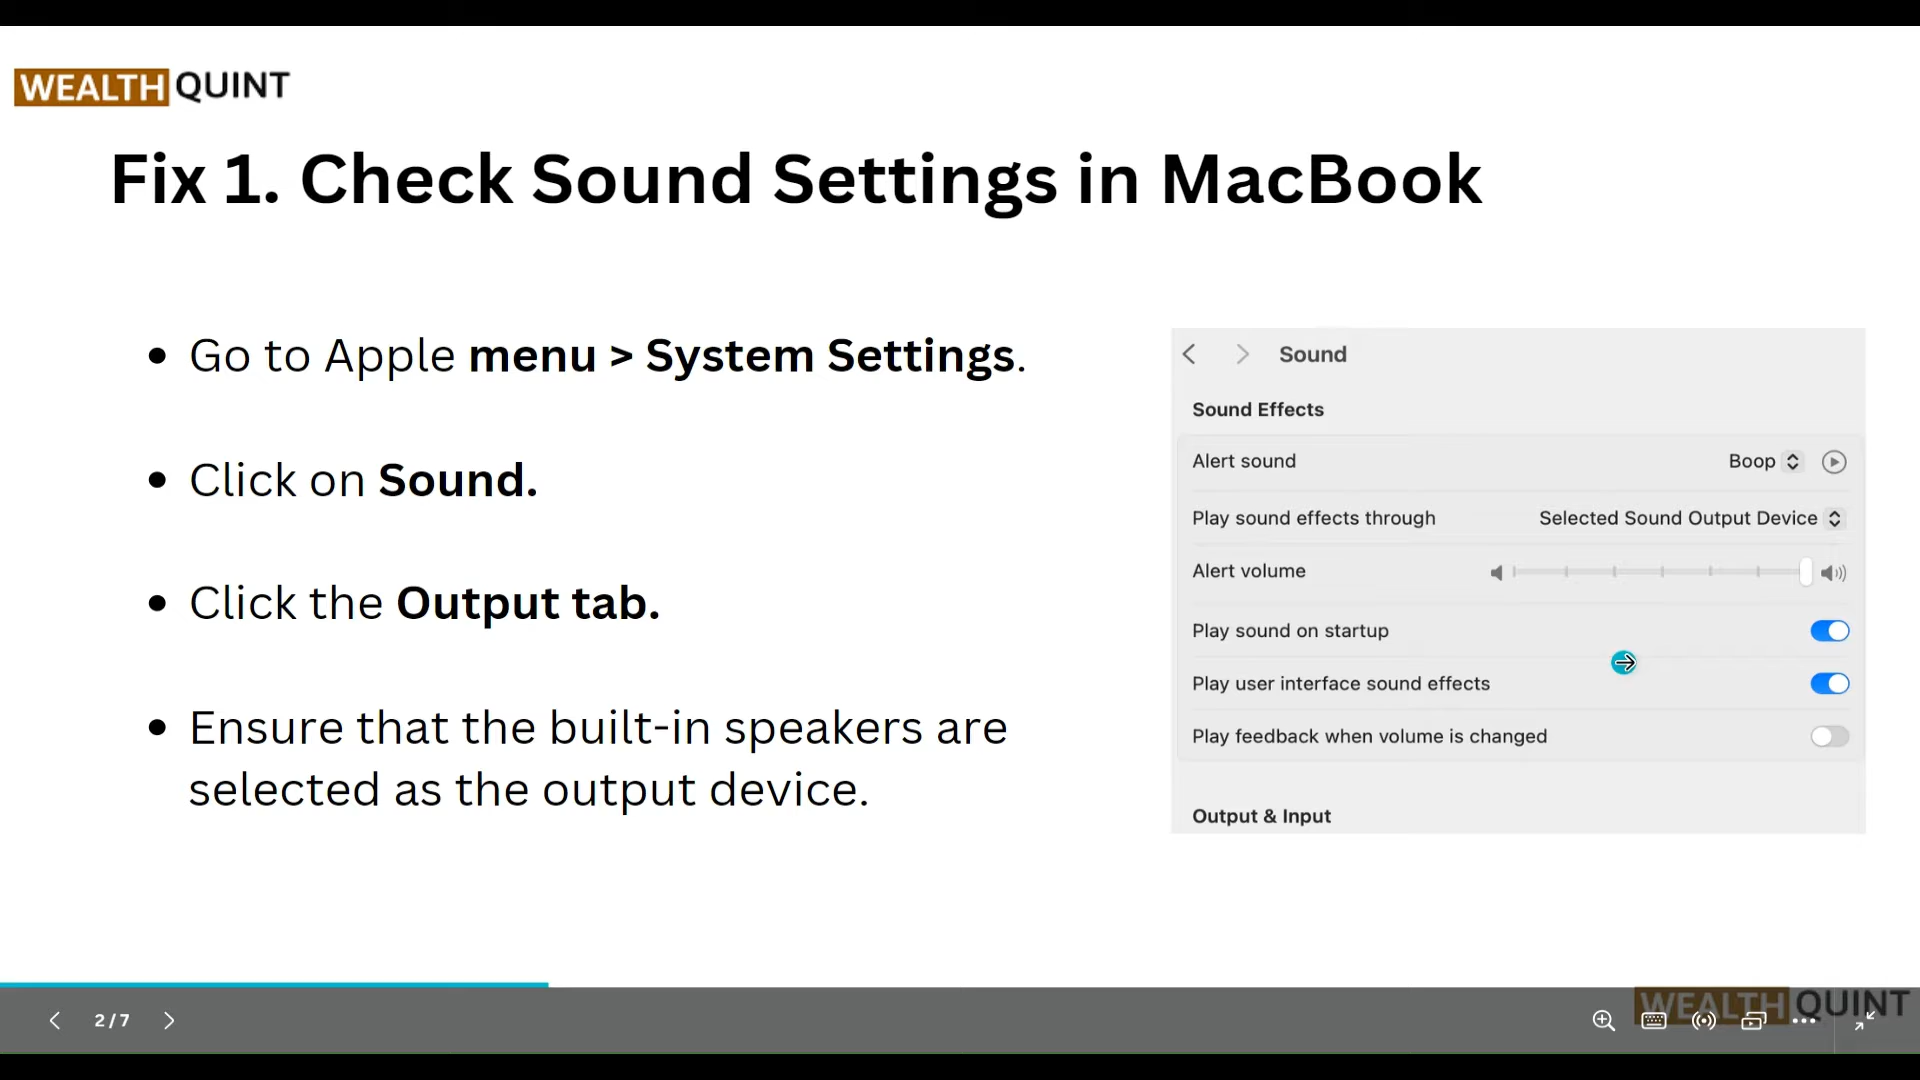 WEALTH QUINT
Fix 1. Check Sound Settings in MacBook
• Go to Apple menu > System Settings.
• Click on Sound.
• Click the Output tab.
• Ensure that the built-in speakers are
selected as the output device.
Sound
Sound Effects
Alert sound Boop
Play sound effects through Selected Sound Output Device
Alert volume
Play sound on startup
Play user interface sound effects
Play feedback when volume is changed
Output & Input
2/7
WEALTH QUINT